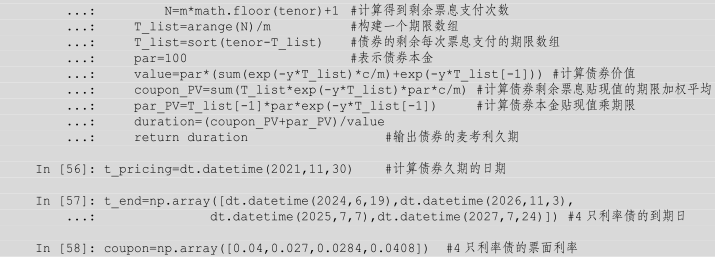 ...: N=m*math.floor(tenor)+1 #计算得到剩余票息支付次数
...: T_list=arange(N)/m #构建一个期限数组
...: T_list=sort(tenor-T_list) #债券的剩余每次票息支付的期限数组
...: par=100 #表示债券本金
...: value=par*(sum(exp(-y*T_list)*c/m)+exp(-y*T_list[-1])) #计算债券价值
...: coupon_PV=sum(T_list*exp(-y*T_list)*par*c/m) #计算债券剩余票息贴现值的期限加权平均
...: par_PV=T_list[-1]*par*exp(-y*T_list[-1]) #计算债券本金贴现值乘期限
...: duration=(coupon_PV+par_PV)/value
...: return duration #输出债券的麦考利久期
In [56]: t_pricing=dt.datetime(2021,11,30) #计算债券久期的日期
In [57]: t_end=np.array([dt.datetime(2024,6,19),dt.datetime(2026,11,3),
...: dt.datetime(2025,7,7),dt.datetime(2027,7,24)]) #4 只利率债的到期日
In [58]: coupon=np.array([0.04,0.027,0.0284,0.0408]) #4 只利率债的票面利率